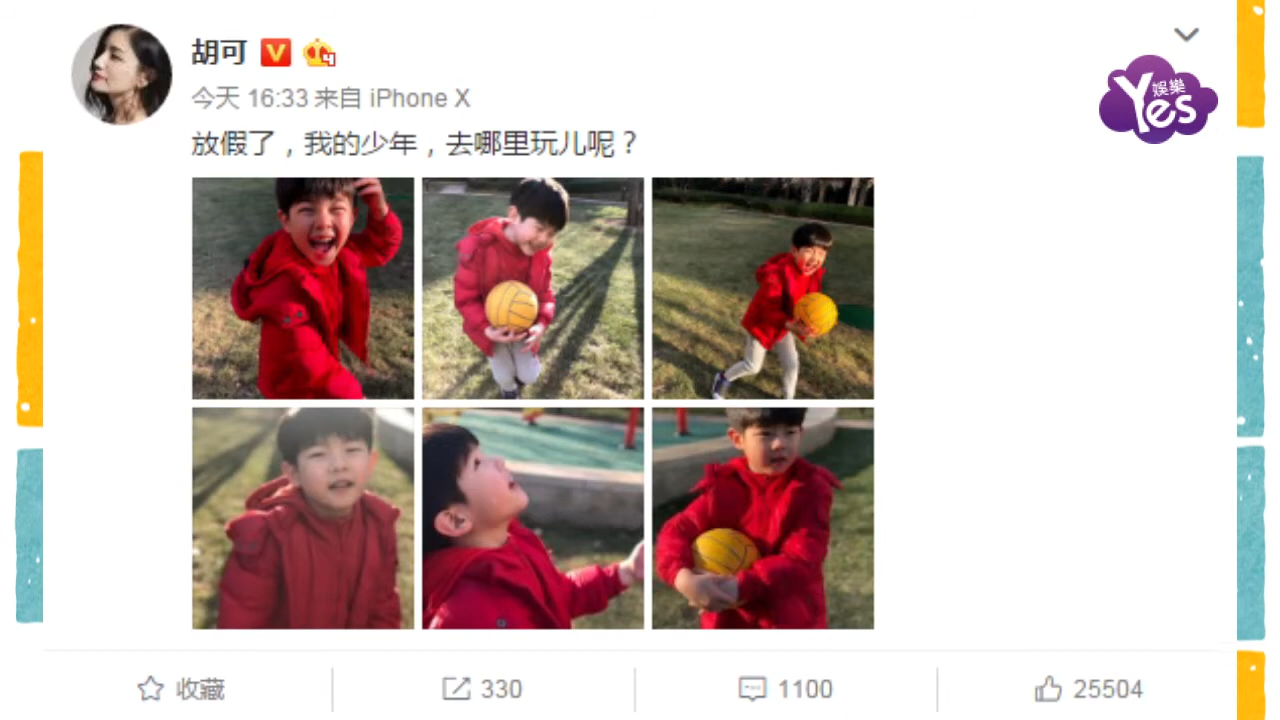 胡可
V
4
今天 16:33 来自 iPhone X
放假了，我的少年，去哪里玩儿呢？
Yes
娛樂
收藏
330
1100
25504